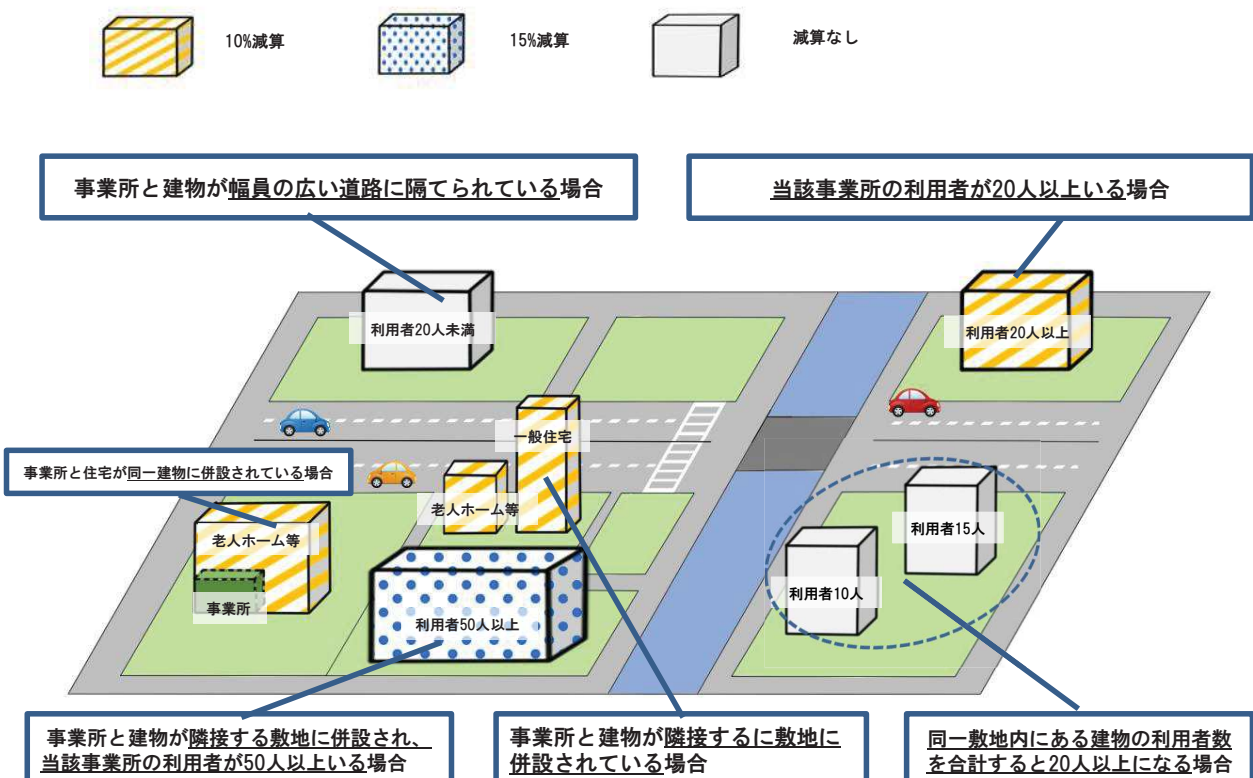 10%減算
15%減算
減算なし
事業所と建物が幅員の広い道路に隔てられている場合
当該事業所の利用者が20人以上いる場合
利用者20人未満
利用者20人以上
一般住宅
事業所と住宅が同一建物に併設されている場合
老人ホーム等
老人ホーム等
利用者15人
利用者10人
事業所
利用者50人以上
事業所と建物が隣接する敷地に併設され、
当該事業所の利用者が50人以上いる場合
事業所と建物が隣接するに敷地に
併設されている場合
同一敷地内にある建物の利用者数
を合計すると20人以上になる場合